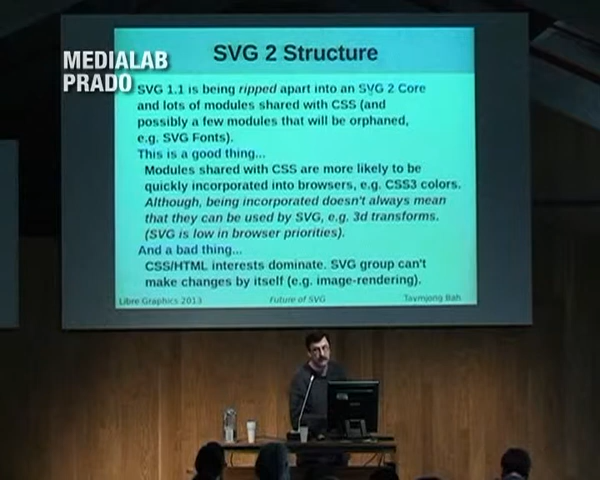 MEDIALAB
PRADO
SVG 2 Structure
SVG 1.1 is being ripped apart into an SVG 2 Core
and lots of modules shared with CSS (and
possibly a few modules that will be orphaned,
e.g. SVG Fonts).
This is a good thing...
Modules shared with CSS are more likely to be
quickly incorporated into browsers, e.g. CSS3 colors.
Although, being incorporated doesn't always mean
that they can be used by SVG, e.g. 3d transforms.
(SVG is low in browser priorities).
And a bad thing...
CSS/HTML interests dominate. SVG group can't
make changes by itself (e.g. image-rendering).
Libre Graphics 2013 Future of SVG Tavmjong Bah